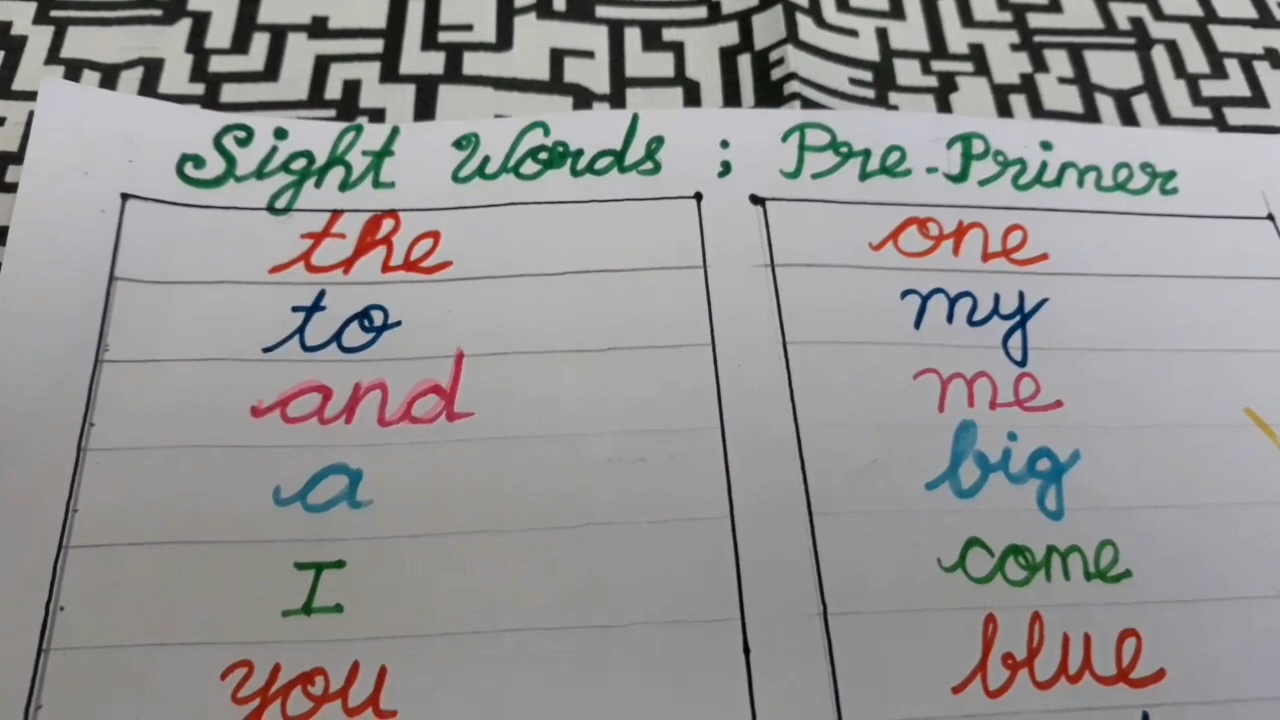 Sight Words ; Pre-Primer
the
to
and
a
I
you
one
my
me
big
come
blue